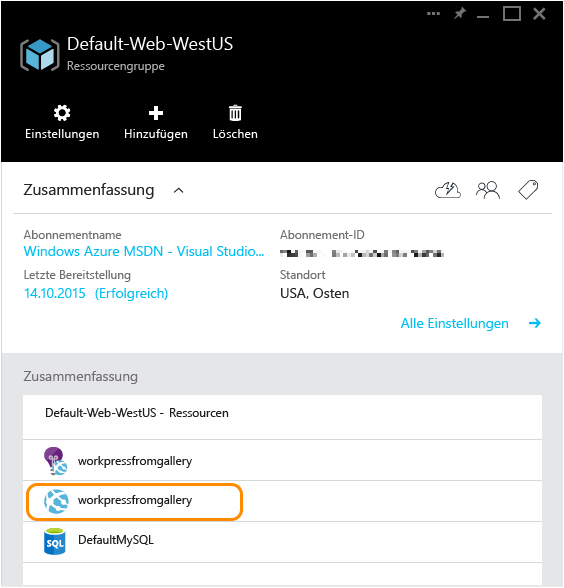 Default-Web-WestUS
Ressourcengruppe
Einstellungen Hinzufügen Löschen
Zusammenfassung
Abonnementname Abonnement-ID
Windows Azure MSDN - Visual Studio...
Letzte Bereitstellung Standort
14.10.2015 (Erfolgreich) USA, Osten
Alle Einstellungen
Zusammenfassung
Default-Web-WestUS - Ressourcen
workpressfromgallery
workpressfromgallery
SQL DefaultMySQL